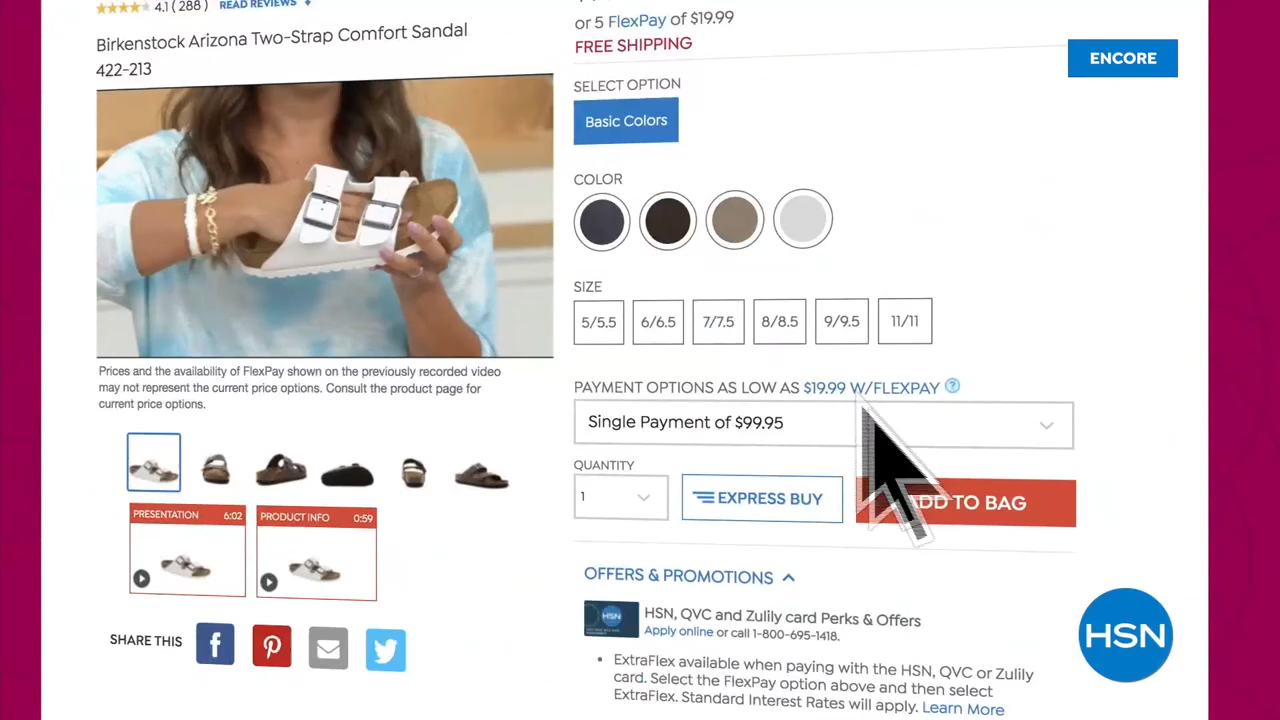 4.1 (288) READ REVIEWS
Birkenstock Arizona Two-Strap Comfort Sandal
422-213
Prices and the availability of FlexPay shown on the previously recorded video
may not represent the current price options. Consult the product page for
current price options.
PRESENTATION 6:02
PRODUCT INFO 0:59
SHARE THIS
or 5 FlexPay of $19.99
FREE SHIPPING
SELECT OPTION
Basic Colors
COLOR
SIZE
5/5.5 6/6.5 7/7.5 8/8.5 9/9.5 11/11
PAYMENT OPTIONS AS LOW AS $19.99 W/FLEXPAY ?
Single Payment of $99.95
QUANTITY
1
EXPRESS BUY
ADD TO BAG
OFFERS & PROMOTIONS
HSN
HSN, QVC and Zulily card Perks & Offers
Apply online or call 1-800-695-1418.
• ExtraFlex available when paying with the HSN, QVC or Zulily
card. Select the FlexPay option above and then select
ExtraFlex. Standard Interest Rates will apply. Learn More
ENCORE
HSN